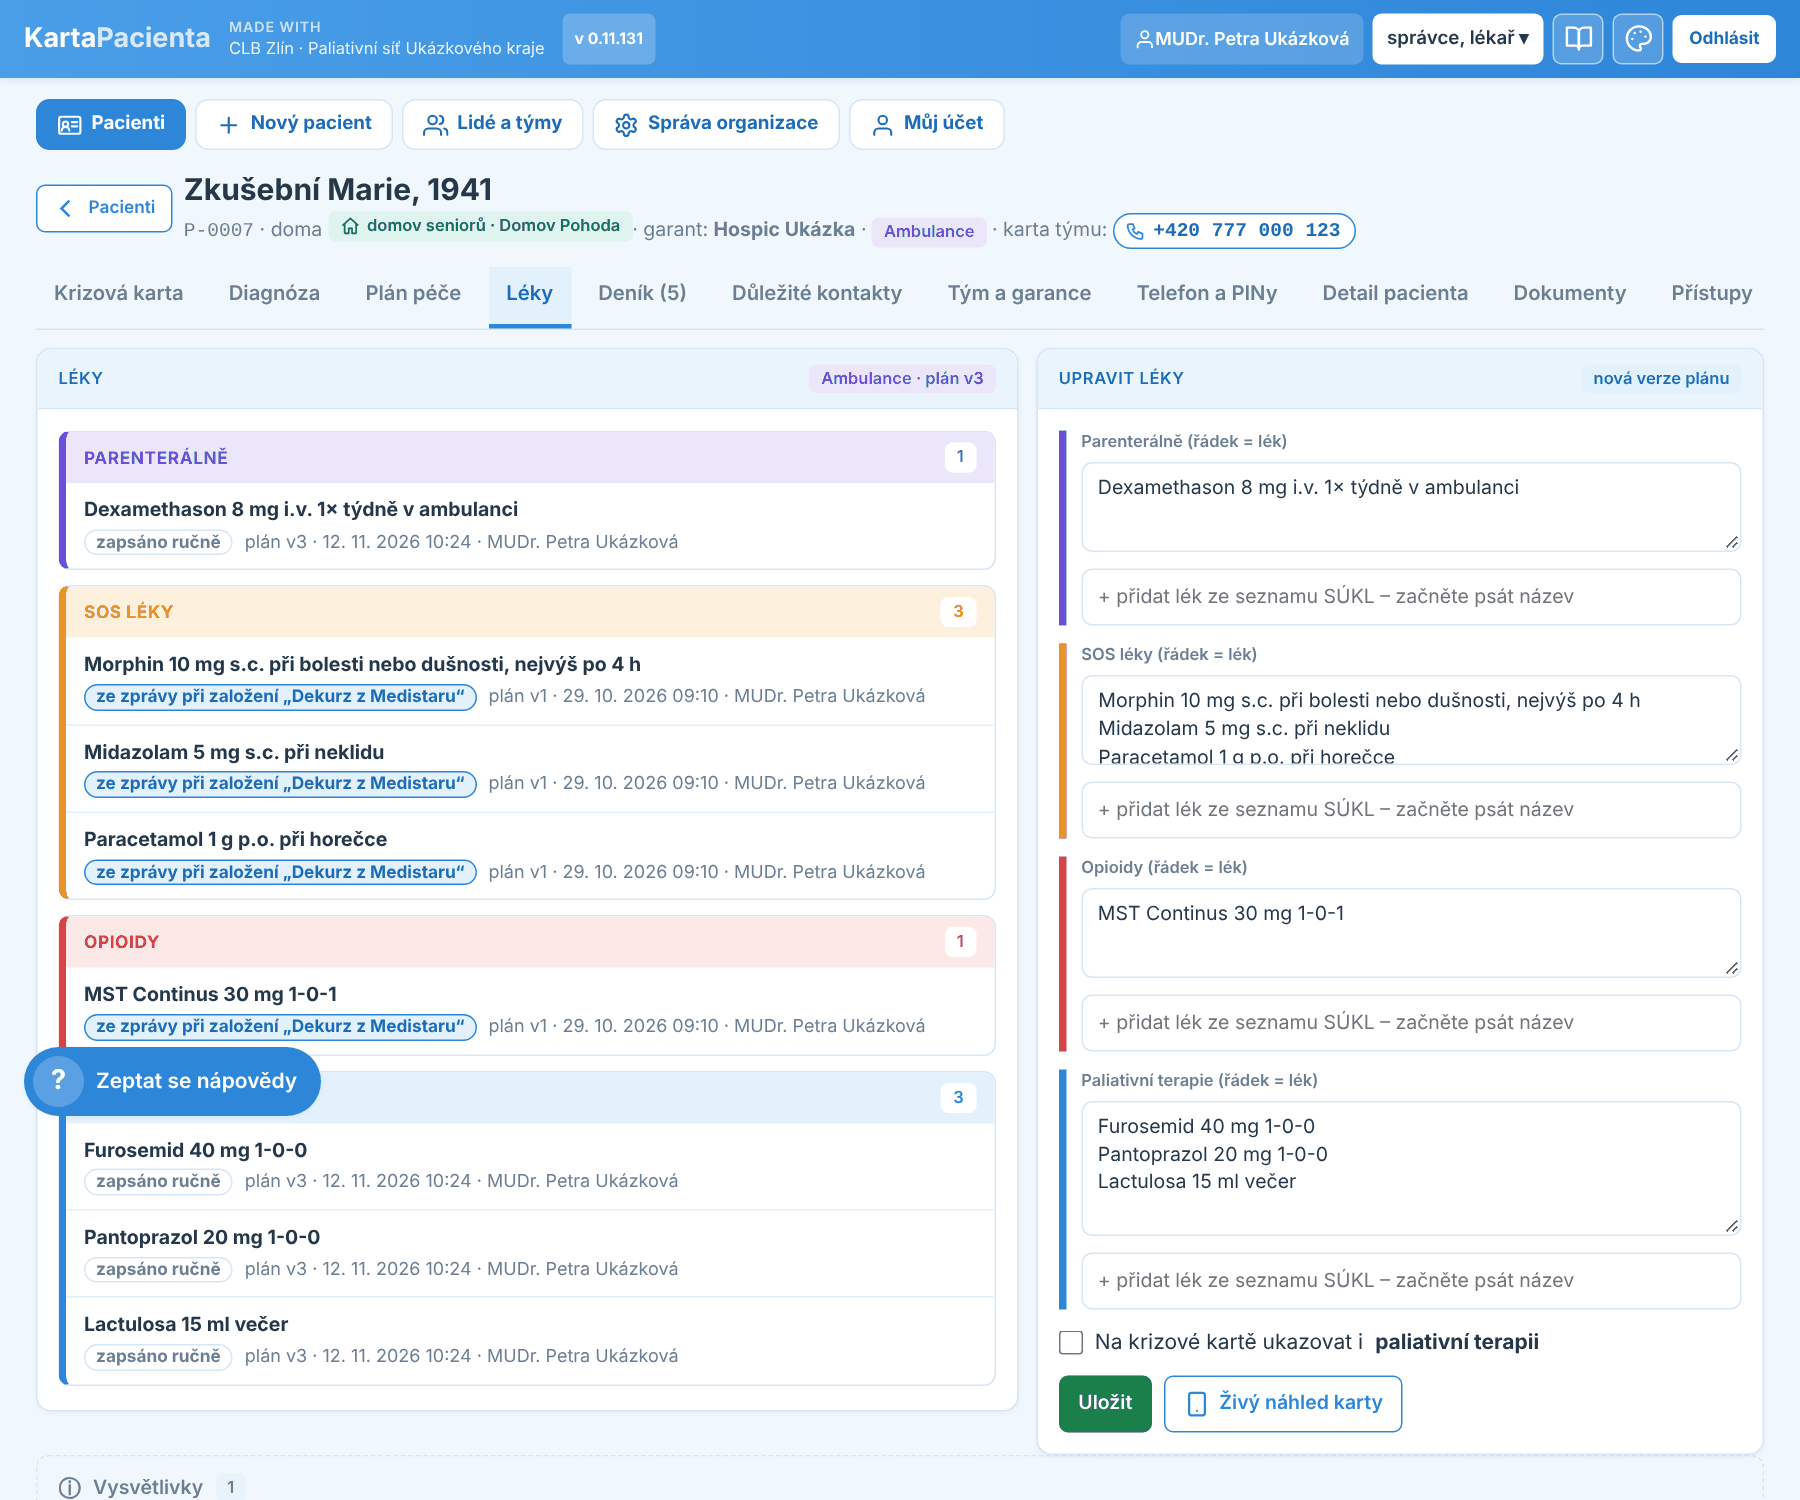 KartaPacienta
MADE WITH
CLB Zlín · Paliativní síť Ukázkového kraje
v 0.11.131
MUDr. Petra Ukázková
správce, lékař ▾
Odhlásit
Pacienti
Nový pacient
Lidé a týmy
Správa organizace
Můj účet
Pacienti
Zkušební Marie, 1941
P-0007 · doma domov seniorů · Domov Pohoda · garant: Hospic Ukázka · Ambulance · karta týmu: +420 777 000 123
Krizová karta
Diagnóza
Plán péče
Léky
Deník (5)
Důležité kontakty
Tým a garance
Telefon a PINy
Detail pacienta
Dokumenty
Přístupy
LÉKY
Ambulance · plán v3
PARENTERÁLNĚ
1
Dexamethason 8 mg i.v. 1× týdně v ambulanci
zapsáno ručně plán v3 · 12. 11. 2026 10:24 · MUDr. Petra Ukázková
SOS LÉKY
3
Morphin 10 mg s.c. při bolesti nebo dušnosti, nejvýš po 4 h
ze zprávy při založení „Dekurz z Medistaru“ plán v1 · 29. 10. 2026 09:10 · MUDr. Petra Ukázková
Midazolam 5 mg s.c. při neklidu
ze zprávy při založení „Dekurz z Medistaru“ plán v1 · 29. 10. 2026 09:10 · MUDr. Petra Ukázková
Paracetamol 1 g p.o. při horečce
ze zprávy při založení „Dekurz z Medistaru“ plán v1 · 29. 10. 2026 09:10 · MUDr. Petra Ukázková
OPIOIDY
1
MST Continus 30 mg 1-0-1
ze zprávy při založení „Dekurz z Medistaru“ plán v1 · 29. 10. 2026 09:10 · MUDr. Petra Ukázková
? Zeptat se nápovědy
3
Furosemid 40 mg 1-0-0
zapsáno ručně plán v3 · 12. 11. 2026 10:24 · MUDr. Petra Ukázková
Pantoprazol 20 mg 1-0-0
zapsáno ručně plán v3 · 12. 11. 2026 10:24 · MUDr. Petra Ukázková
Lactulosa 15 ml večer
zapsáno ručně plán v3 · 12. 11. 2026 10:24 · MUDr. Petra Ukázková
UPRAVIT LÉKY
nová verze plánu
Parenterálně (řádek = lék)
Dexamethason 8 mg i.v. 1× týdně v ambulanci
+ přidat lék ze seznamu SÚKL – začněte psát název
SOS léky (řádek = lék)
Morphin 10 mg s.c. při bolesti nebo dušnosti, nejvýš po 4 h
Midazolam 5 mg s.c. při neklidu
Paracetamol 1 g p.o. při horečce
+ přidat lék ze seznamu SÚKL – začněte psát název
Opioidy (řádek = lék)
MST Continus 30 mg 1-0-1
+ přidat lék ze seznamu SÚKL – začněte psát název
Paliativní terapie (řádek = lék)
Furosemid 40 mg 1-0-0
Pantoprazol 20 mg 1-0-0
Lactulosa 15 ml večer
+ přidat lék ze seznamu SÚKL – začněte psát název
Na krizové kartě ukazovat i paliativní terapii
Uložit
Živý náhled karty
Vysvětlivky 1